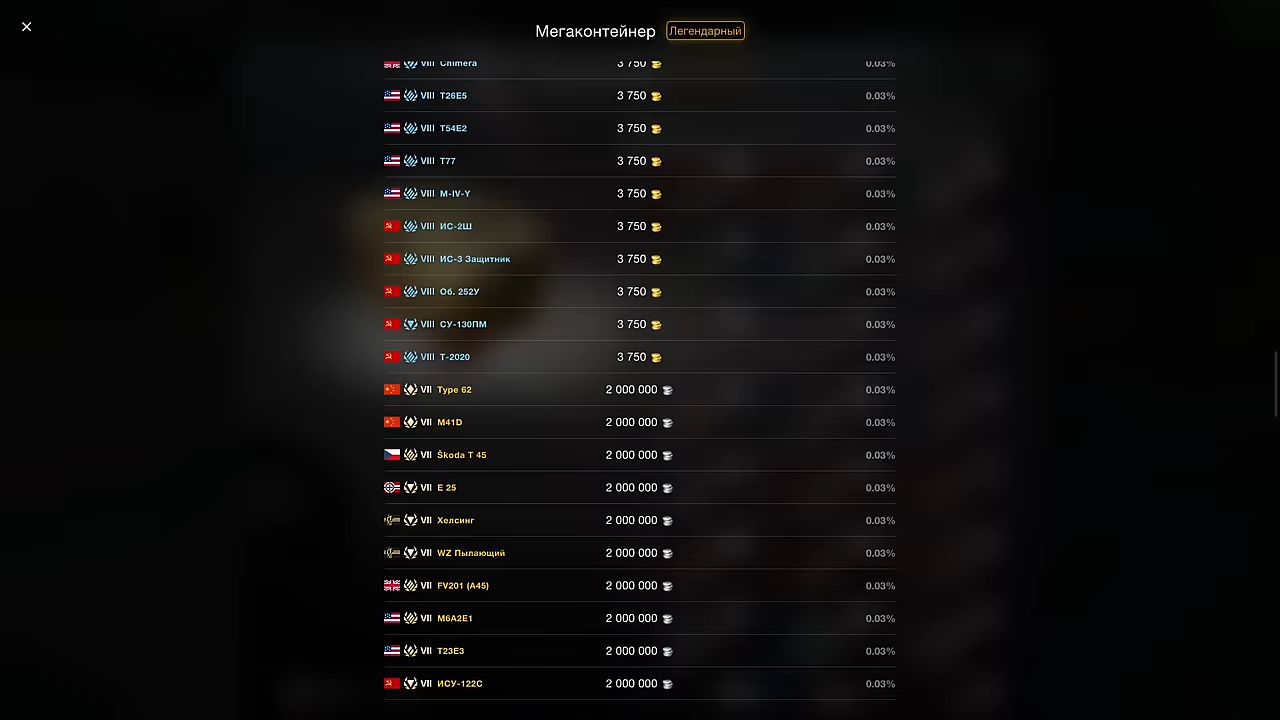 Мегаконтейнер Легендарный
VIII Chimera 3 750 0.03%
VIII T26E5 3 750 0.03%
VIII T54E2 3 750 0.03%
VIII T77 3 750 0.03%
VIII M-IV-Y 3 750 0.03%
VIII ИС-2Ш 3 750 0.03%
VIII ИС-3 Защитник 3 750 0.03%
VIII Об. 252У 3 750 0.03%
VIII СУ-130ПМ 3 750 0.03%
VIII Т-2020 3 750 0.03%
VII Type 62 2 000 000 0.03%
VII M41D 2 000 000 0.03%
VII Škoda T 45 2 000 000 0.03%
VII E 25 2 000 000 0.03%
VII Хелсинг 2 000 000 0.03%
VII WZ Пылающий 2 000 000 0.03%
VII FV201 (A45) 2 000 000 0.03%
VII M6A2E1 2 000 000 0.03%
VII T23E3 2 000 000 0.03%
VII ИСУ-122С 2 000 000 0.03%